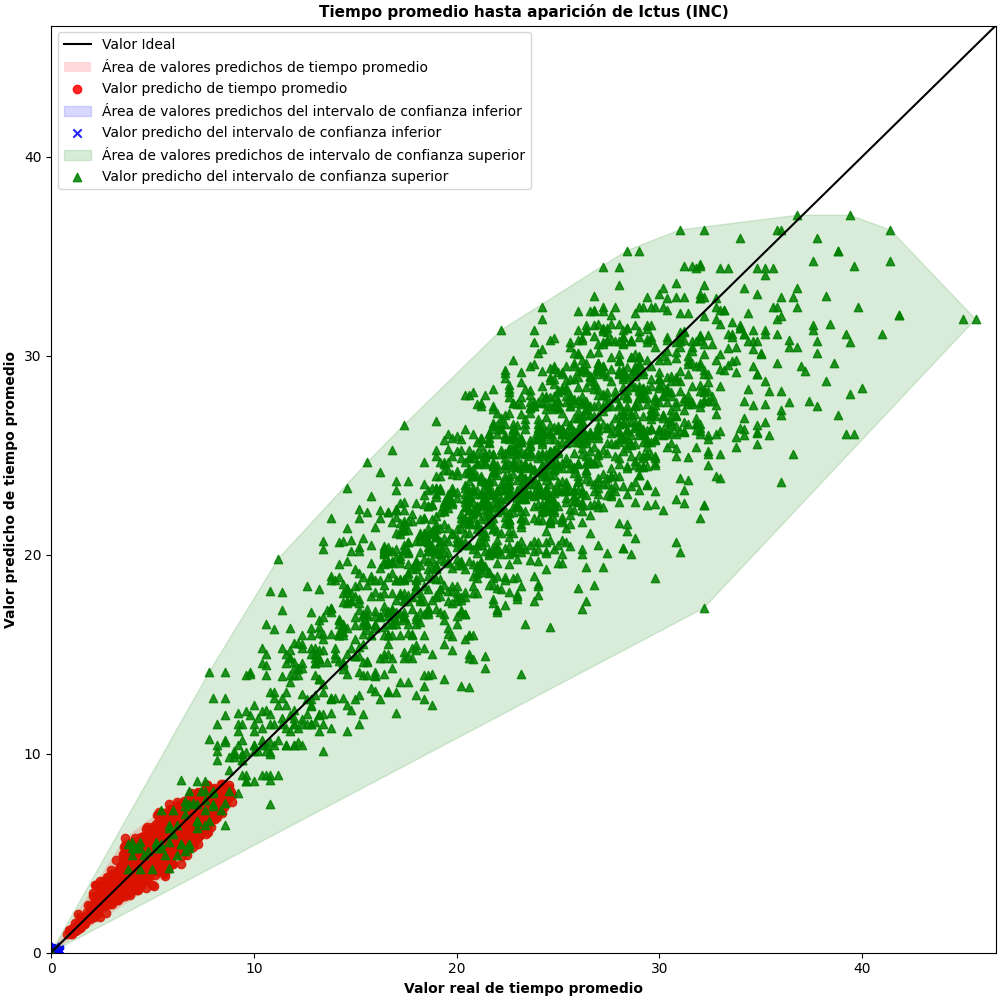 Tiempo promedio hasta aparición de Ictus (INC)
Valor Ideal
Área de valores predichos de tiempo promedio
Valor predicho de tiempo promedio
Área de valores predichos del intervalo de confianza inferior
Valor predicho del intervalo de confianza inferior
Área de valores predichos de intervalo de confianza superior
Valor predicho del intervalo de confianza superior
Valor predicho de tiempo promedio
40
30
20
10
0
0 10 20 30 40
Valor real de tiempo promedio